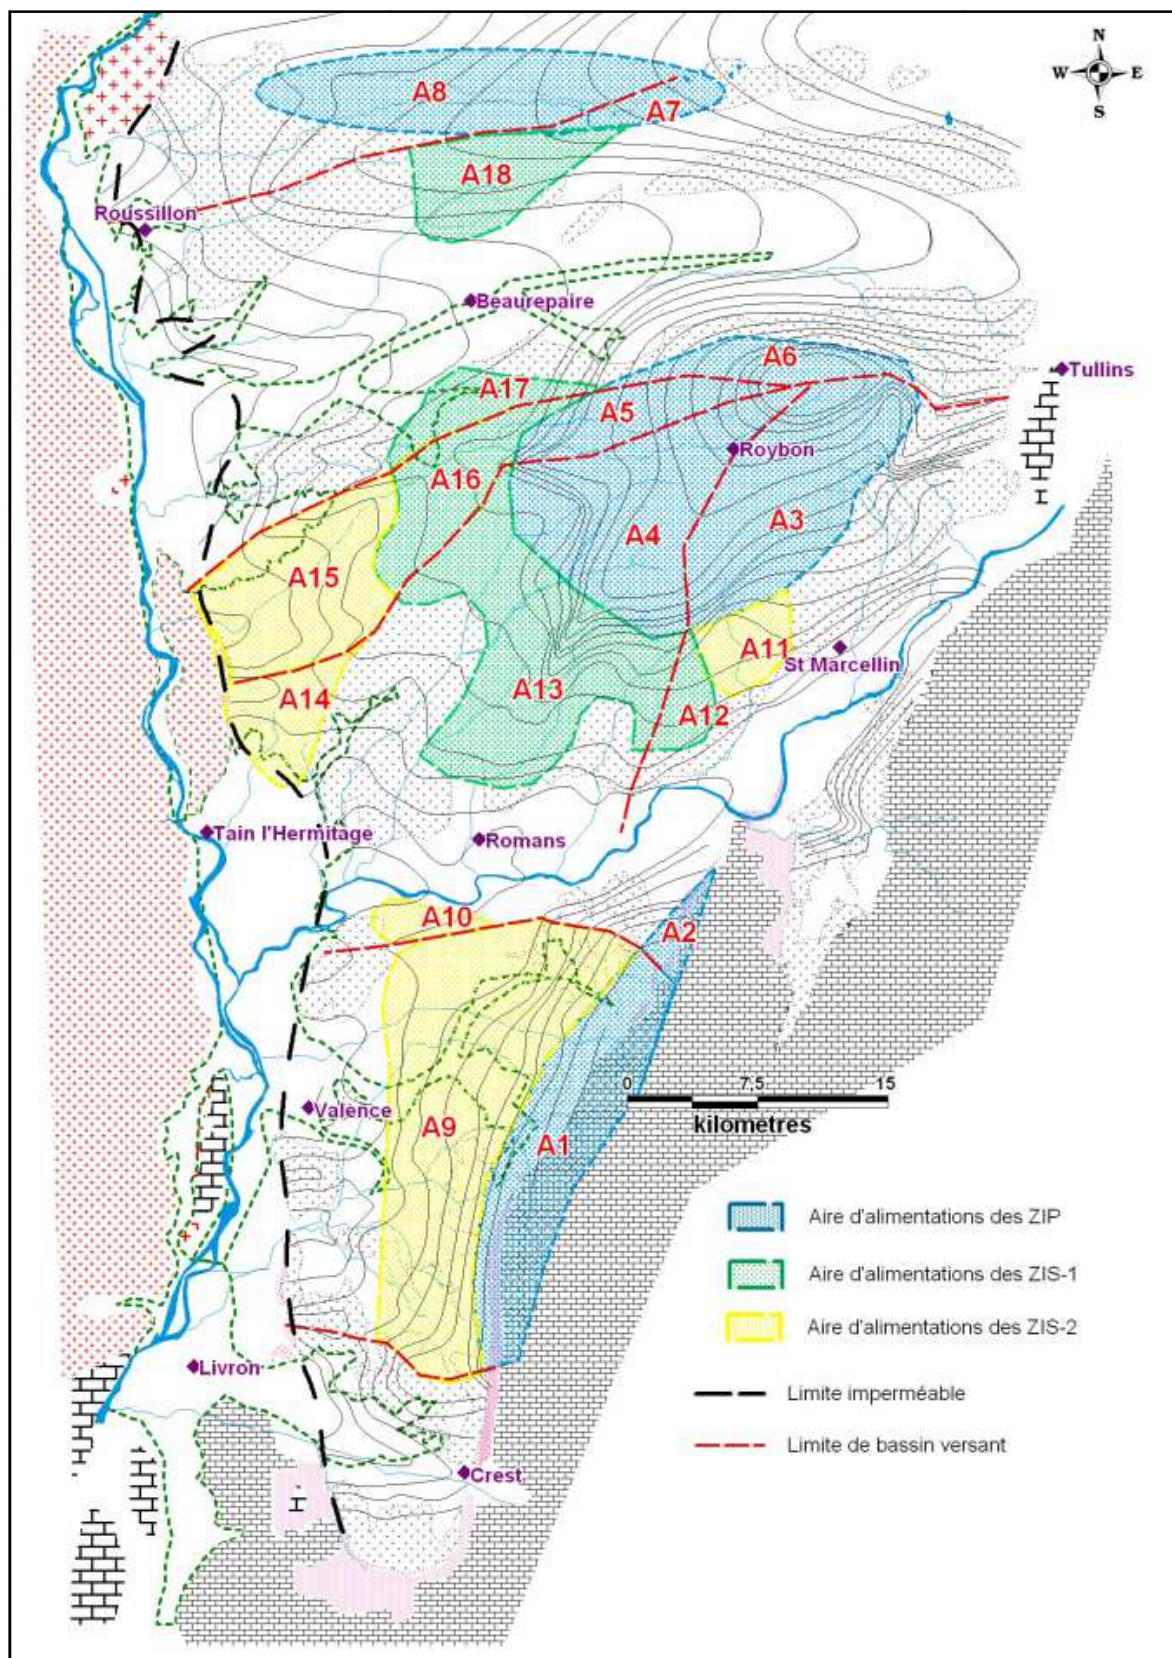 N
W E
S
A8
A7
A18
Roussillon
Beaurepaire
A6
Tullins
A17
A5
Roybon
A16
A3
A4
A15
A11
St Marcellin
A13
A14
A12
Tain l'Hermitage
Romans
A10
A2
0 7,5 15
kilomètres
Valence
A9
A1
Aire d'alimentations des ZIP
Aire d'alimentations des ZIS-1
Aire d'alimentations des ZIS-2
Livron
Limite imperméable
Limite de bassin versant
Crest